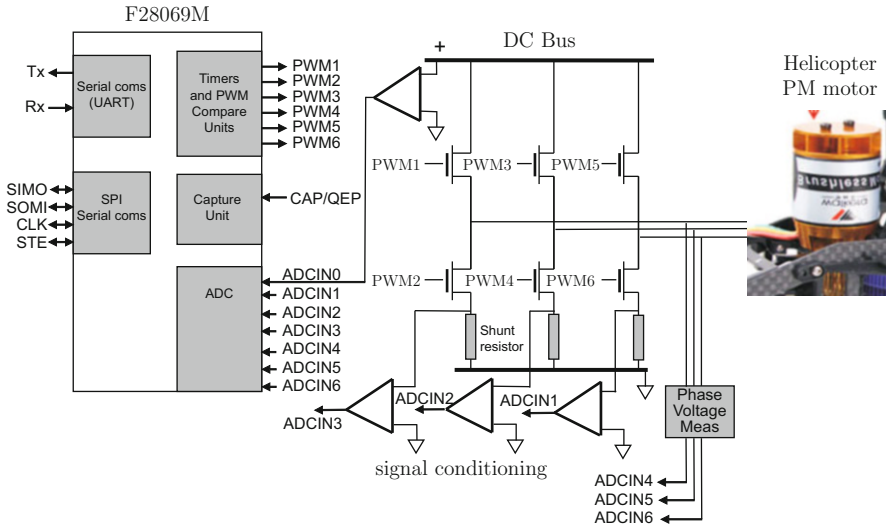 F28069M
DC Bus
+
Helicopter
PM motor
Tx
Rx
Serial coms
(UART)
Timers
and PWM
Compare
Units
PWM1
PWM2
PWM3
PWM4
PWM5
PWM6
SIMO
SOMI
CLK
STE
SPI
Serial coms
Capture
Unit
CAP/QEP
ADC
ADCIN0
ADCIN1
ADCIN2
ADCIN3
ADCIN4
ADCIN5
ADCIN6
PWM1
PWM3
PWM5
PWM2
PWM4
PWM6
Shunt
resistor
Brushless
ADCIN3
ADCIN2
ADCIN1
signal conditioning
Phase
Voltage
Meas
ADCIN4
ADCIN5
ADCIN6